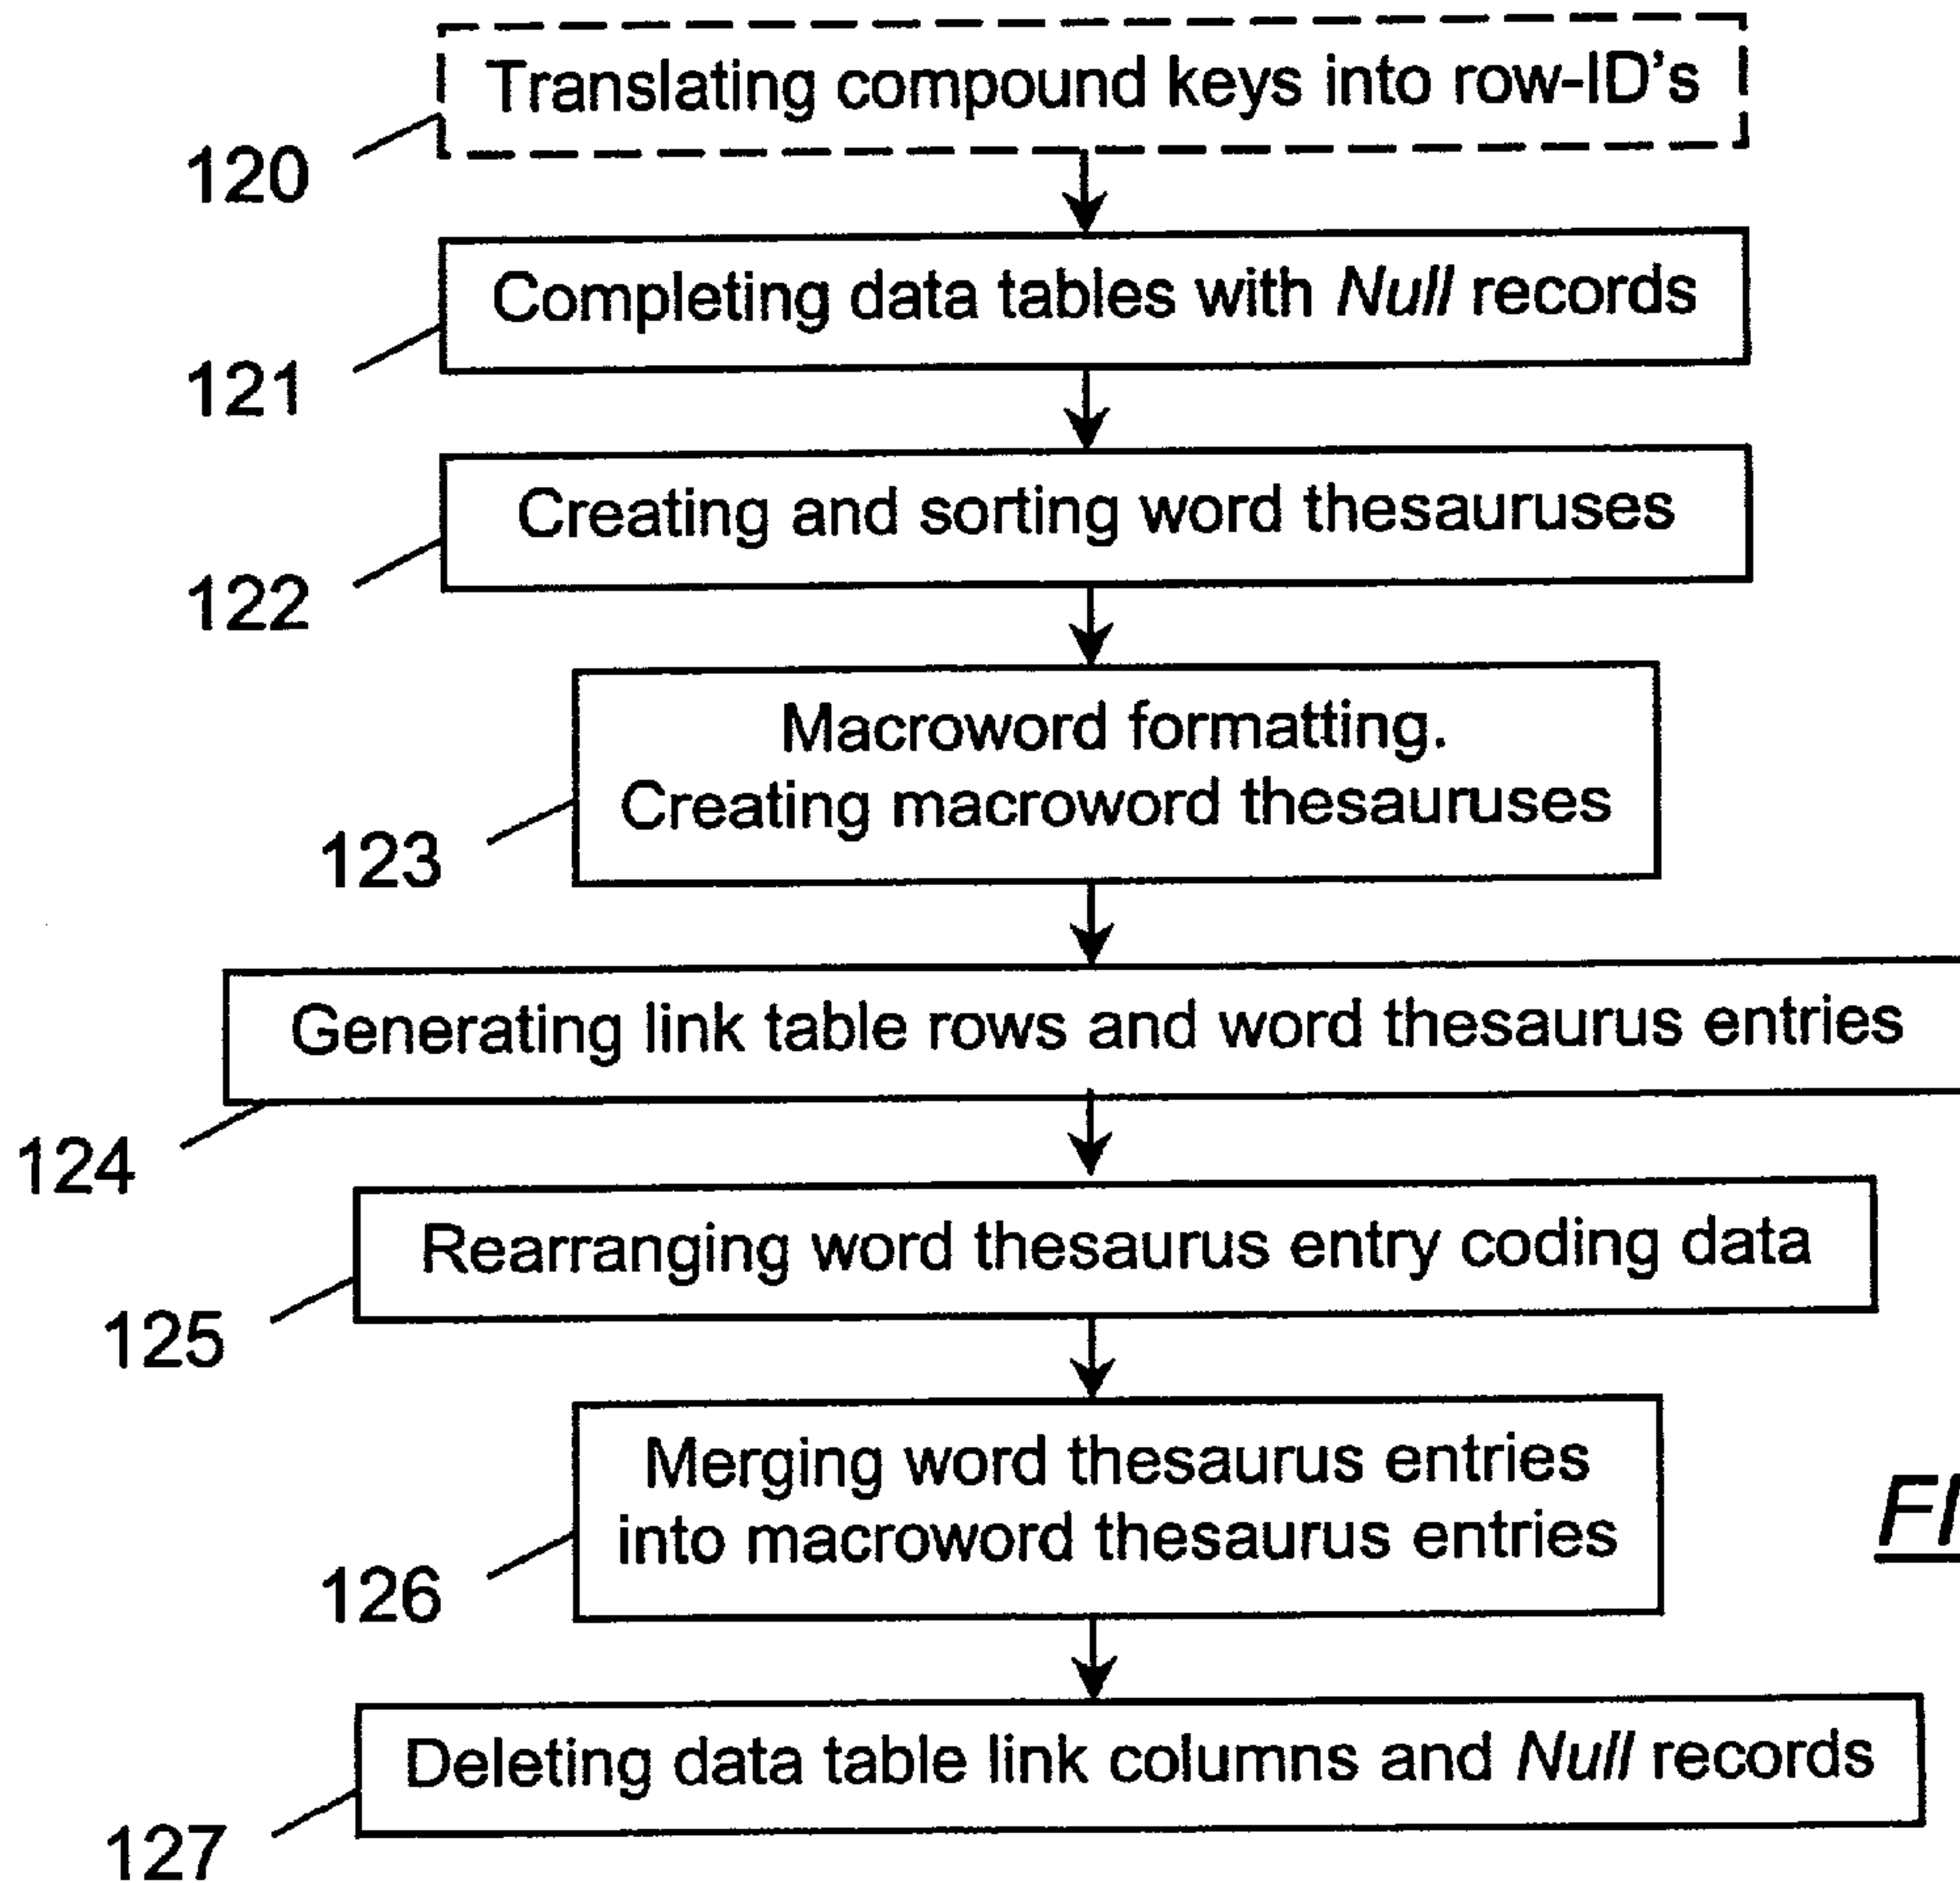 Translating compound keys into row-ID's
120
Completing data tables with Null records
121
Creating and sorting word thesauruses
122
Macroword formatting.
Creating macroword thesauruses
123
Generating link table rows and word thesaurus entries
124
Rearranging word thesaurus entry coding data
125
Merging word thesaurus entries
into macroword thesaurus entries
126
Deleting data table link columns and Null records
127